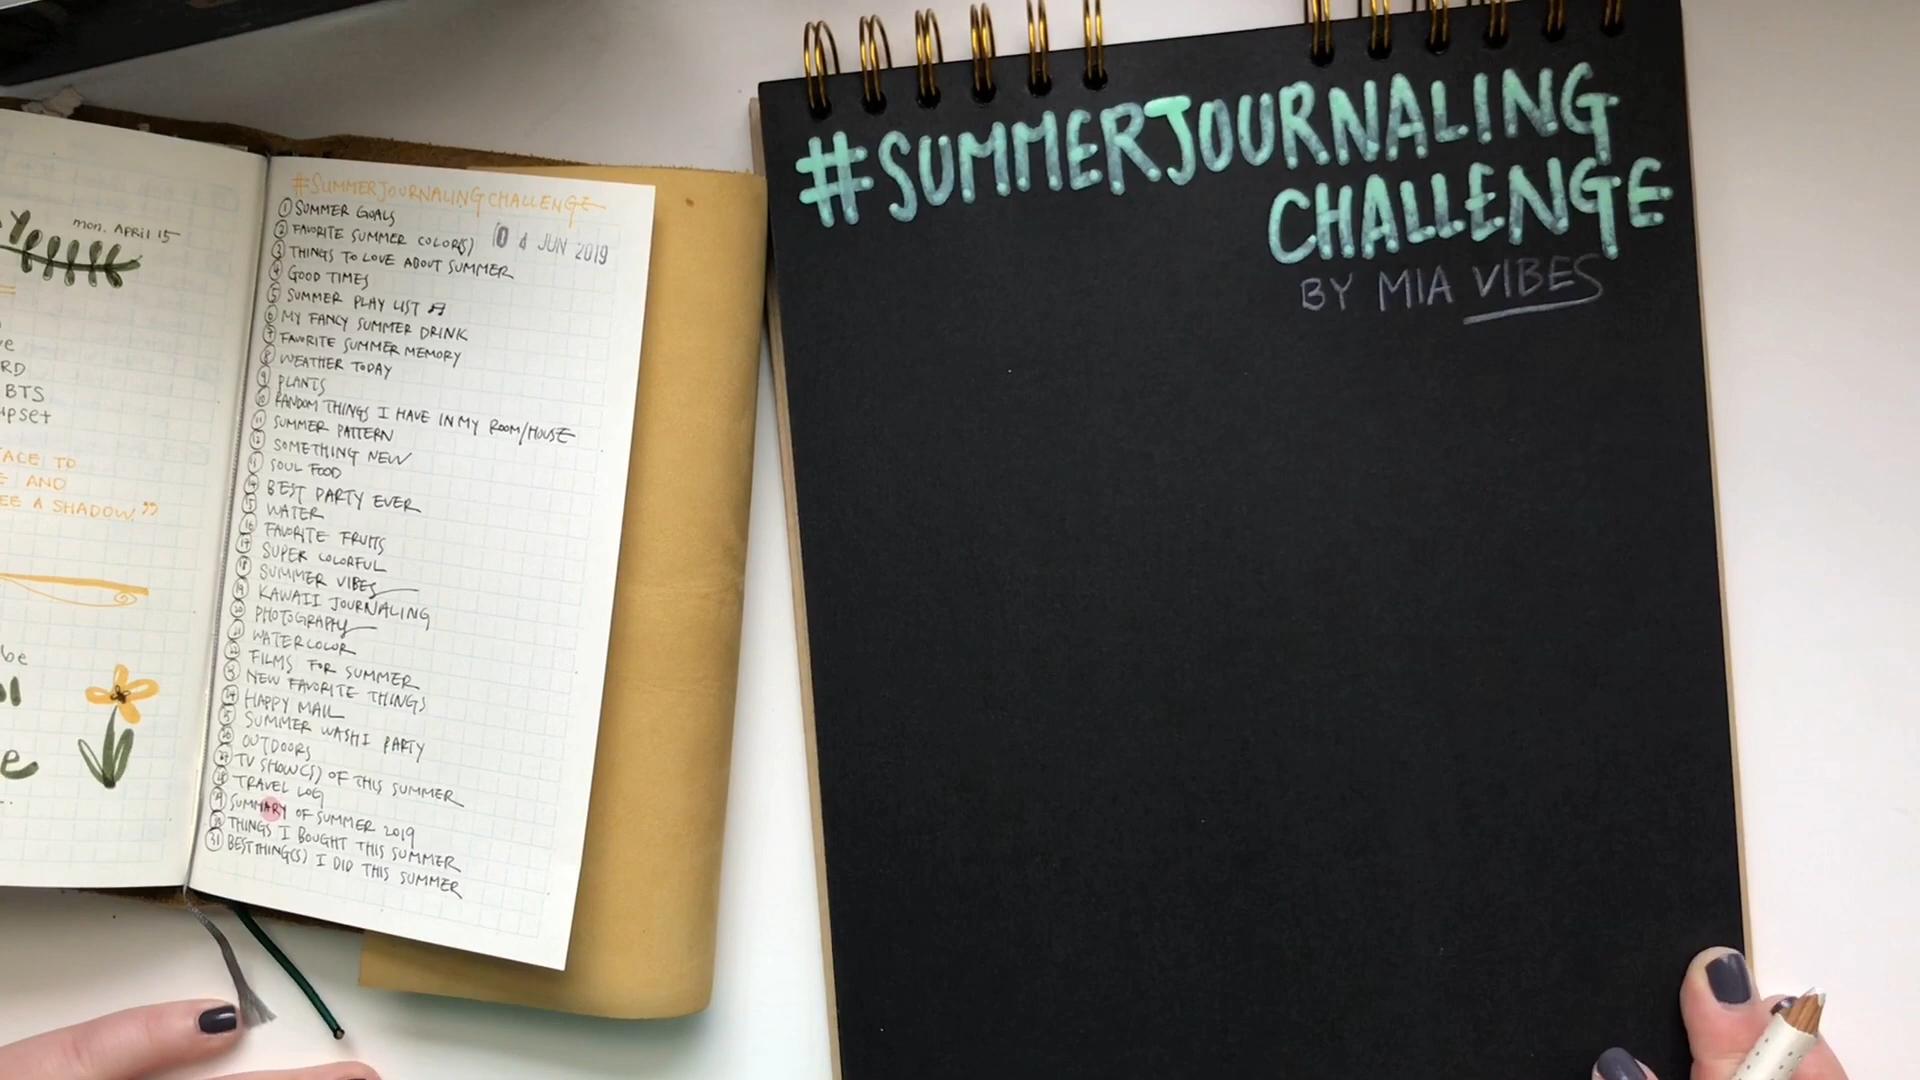 mon. April 15
ve
RD
BTS
upset
ACE TO
E AND
EE A SHADOW."
be
e
#SUMMERJOURNALINGCHALLENGE
04 JUN 2019
1 SUMMER GOALS
2 FAVORITE SUMMER COLOR(S)
3 THINGS TO LOVE ABOUT SUMMER
4 GOOD TIMES
5 SUMMER PLAY LIST ♫
6 MY FANCY SUMMER DRINK
7 FAVORITE SUMMER MEMORY
8 WEATHER TODAY
9 PLANTS
10 RANDOM THINGS I HAVE IN MY ROOM/HOUSE
11 SUMMER PATTERN
12 SOMETHING NEW
SOUL FOOD
14 BEST PARTY EVER
15 WATER
16 FAVORITE FRUITS
17 SUPER COLORFUL
18 SUMMER VIBES
19 KAWAII JOURNALING
20 PHOTOGRAPHY
21 WATERCOLOR
22 FILMS FOR SUMMER
23 NEW FAVORITE THINGS
24 HAPPY MAIL
25 SUMMER WASHI PARTY
26 OUTDOORS
27 TV SHOW(S) OF THIS SUMMER
28 TRAVEL LOG
29 SUMMARY OF SUMMER 2019
30 THINGS I BOUGHT THIS SUMMER
31 BEST THING(S) I DID THIS SUMMER
#SUMMERJOURNALING
CHALLENGE
BY MIA VIBES